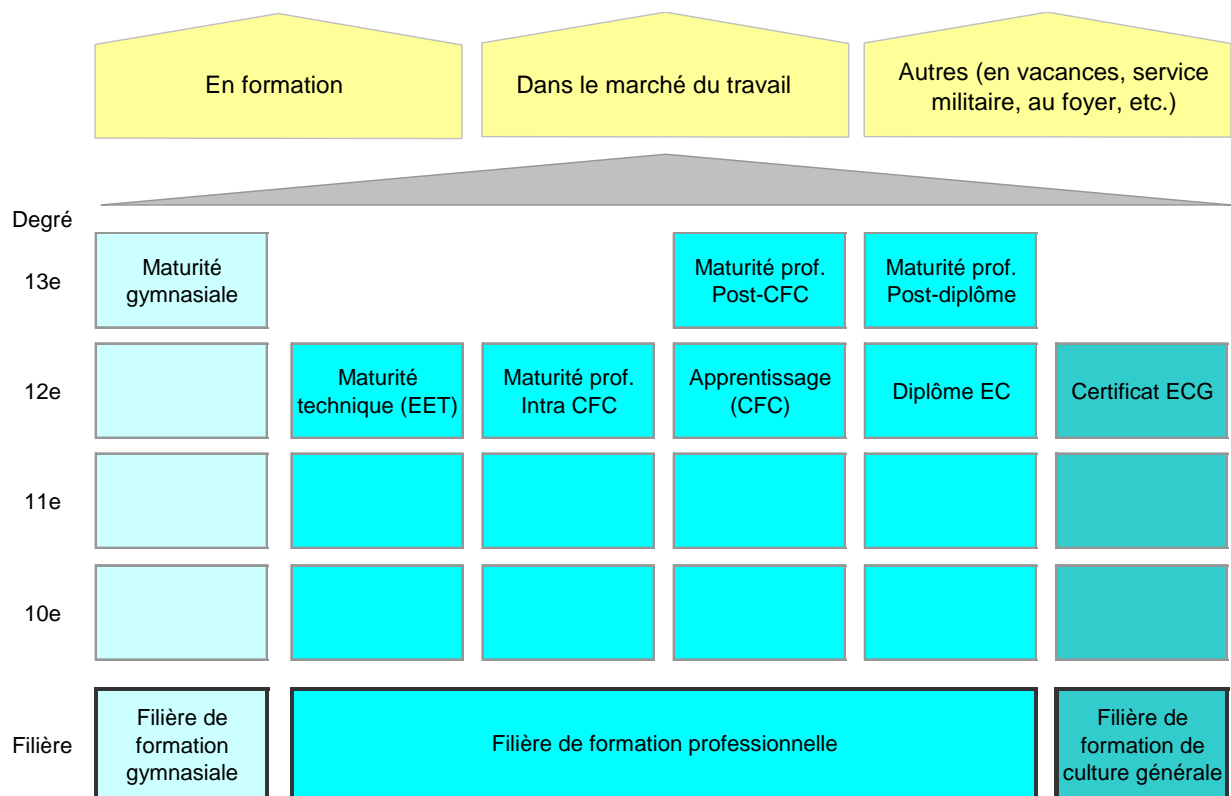 En formation
Dans le marché du travail
Autres (en vacances, service
militaire, au foyer, etc.)
Degré
13e
Maturité
gymnasiale
Maturité prof.
Post-CFC
Maturité prof.
Post-diplôme
12e
Maturité
technique (EET)
Maturité prof.
Intra CFC
Apprentissage
(CFC)
Diplôme EC
Certificat ECG
11e
10e
Filière
Filière de
formation
gymnasiale
Filière de formation professionnelle
Filière de
formation de
culture générale